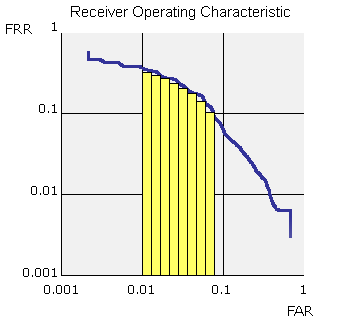 Receiver Operating Characteristic
FRR
1
0.1
0.01
0.001
0.001 0.01 0.1 1
FAR